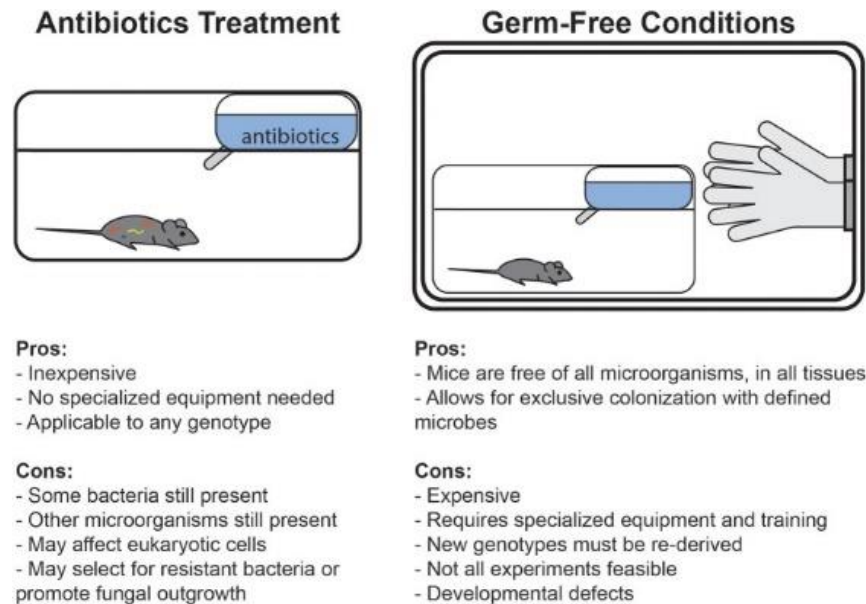 Antibiotics Treatment
antibiotics
Pros:
- Inexpensive
- No specialized equipment needed
- Applicable to any genotype
Cons:
- Some bacteria still present
- Other microorganisms still present
- May affect eukaryotic cells
- May select for resistant bacteria or
promote fungal outgrowth
Germ-Free Conditions
Pros:
- Mice are free of all microorganisms, in all tissues
- Allows for exclusive colonization with defined
microbes
Cons:
- Expensive
- Requires specialized equipment and training
- New genotypes must be re-derived
- Not all experiments feasible
- Developmental defects